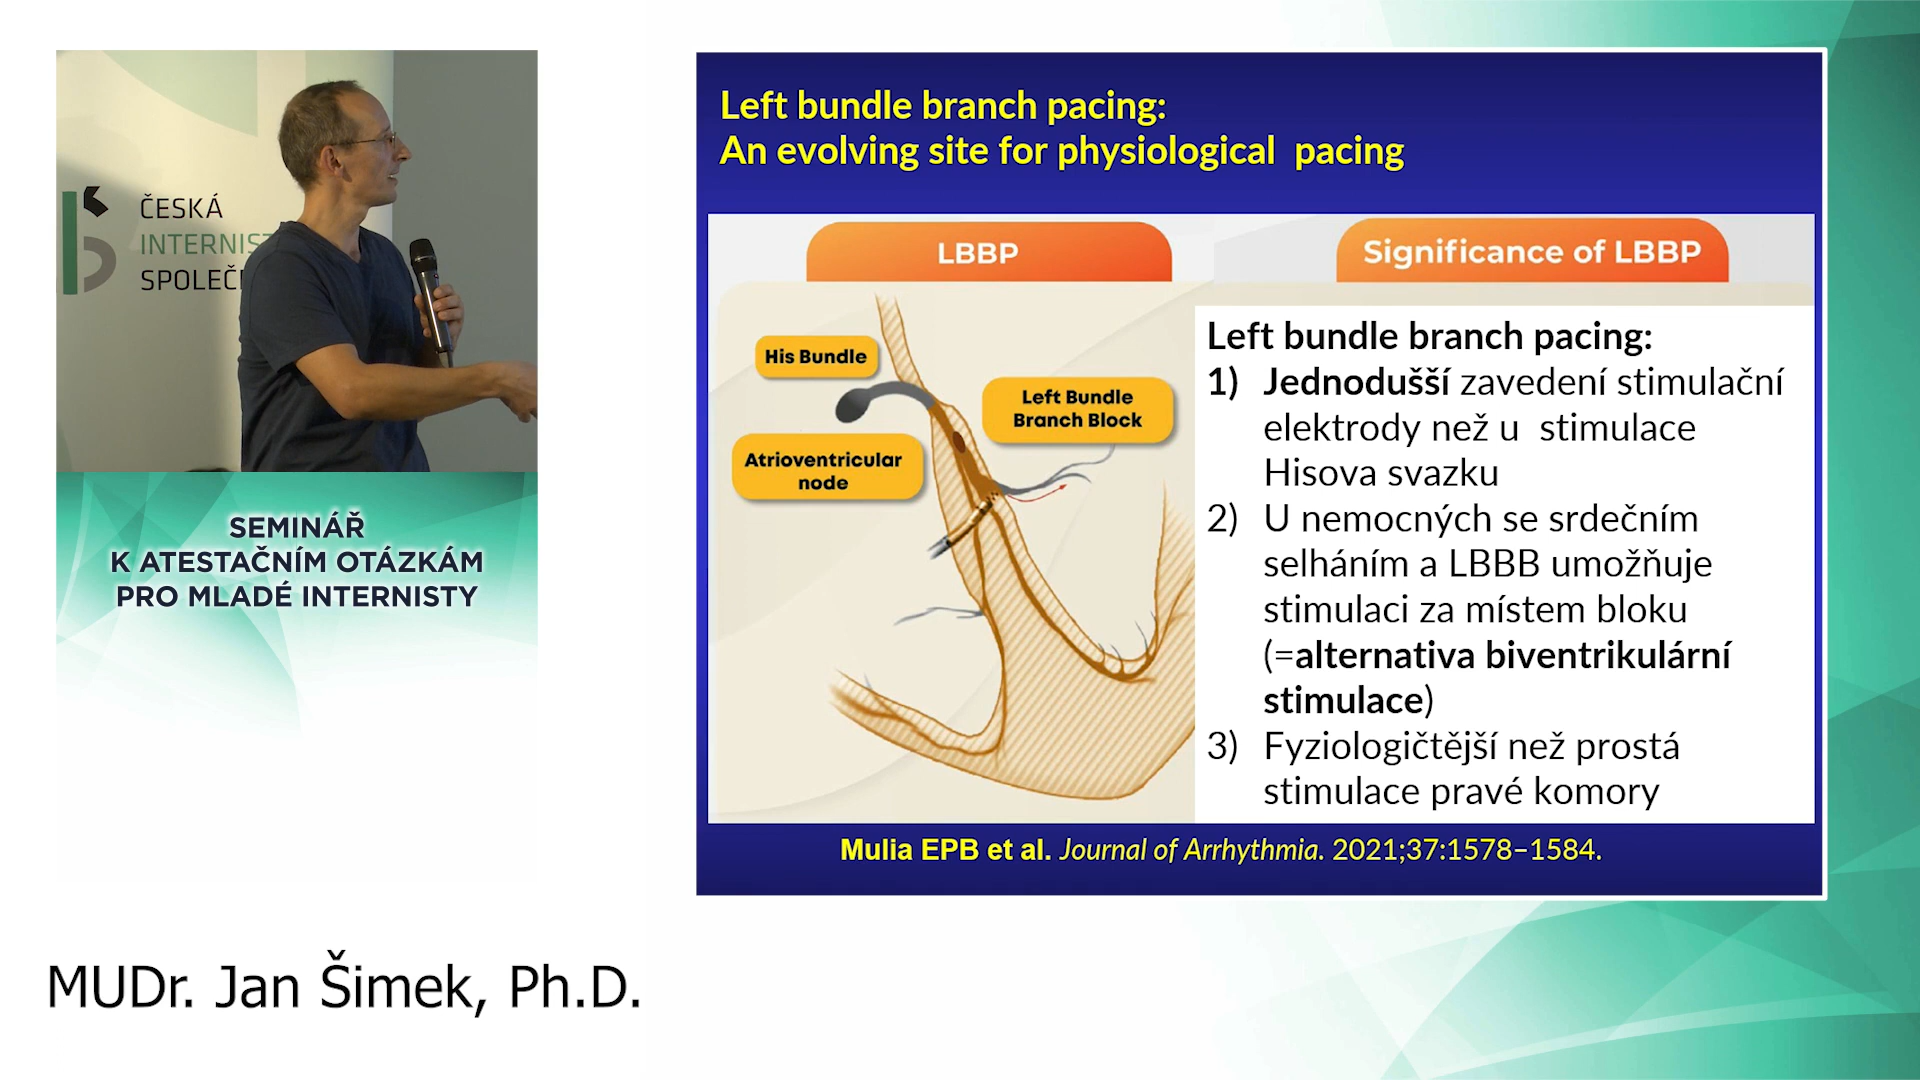 ČESKÁ
INTERNIST
SPOLEČ
SEMINÁŘ
K ATESTAČNÍM OTÁZKÁM
PRO MLADÉ INTERNISTY
MUDr. Jan Šimek, Ph.D.
Left bundle branch pacing:
An evolving site for physiological pacing
LBBP
Significance of LBBP
His Bundle
Left Bundle
Branch Block
Atrioventricular
node
Left bundle branch pacing:
1) Jednodušší zavedení stimulační
elektrody než u stimulace
Hisova svazku
2) U nemocných se srdečním
selháním a LBBB umožňuje
stimulaci za místem bloku
(=alternativa biventrikulární
stimulace)
3) Fyziologičtější než prostá
stimulace pravé komory
Mulia EPB et al. Journal of Arrhythmia. 2021;37:1578–1584.